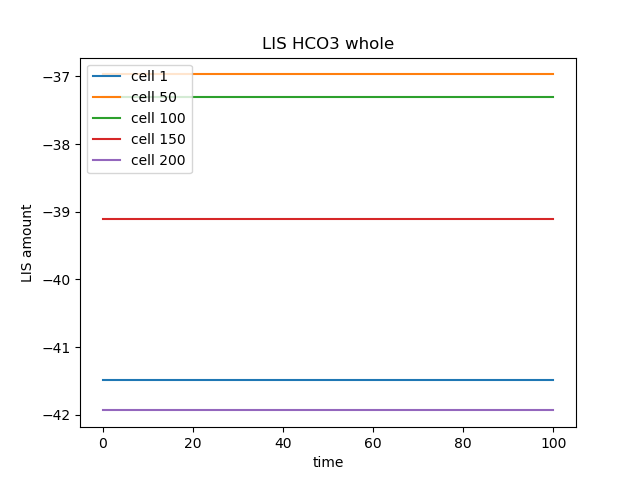 LIS HCO3 whole
cell 1
cell 50
cell 100
cell 150
cell 200
−37
−38
−39
−40
−41
−42
LIS amount
0 20 40 60 80 100
time